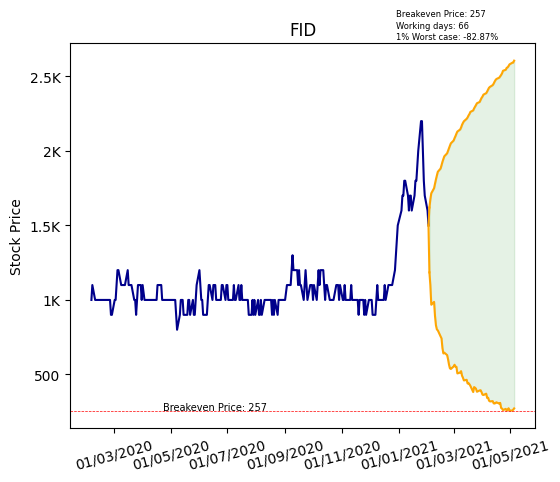 Breakeven Price: 257
Working days: 66
1% Worst case: -82.87%
FID
Stock Price
2.5K
2K
1.5K
1K
500
Breakeven Price: 257
01/03/2020
01/05/2020
01/07/2020
01/09/2020
01/11/2020
01/01/2021
01/03/2021
01/05/2021